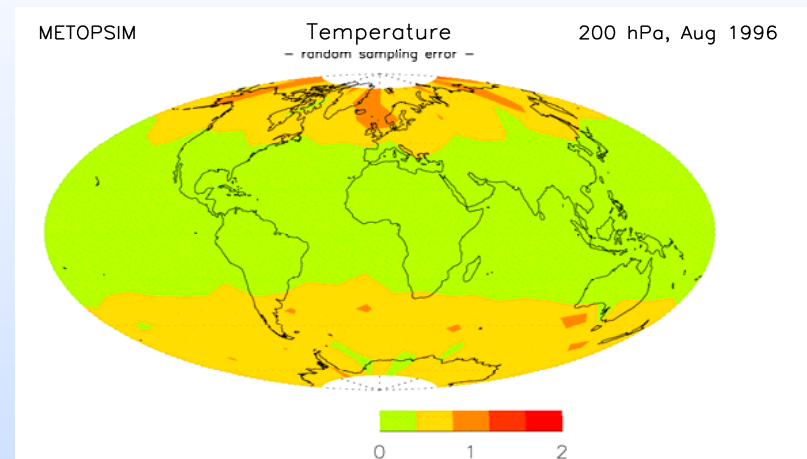 METOPSIM Temperature 200 hPa, Aug 1996
— random sampling error —
0 1 2